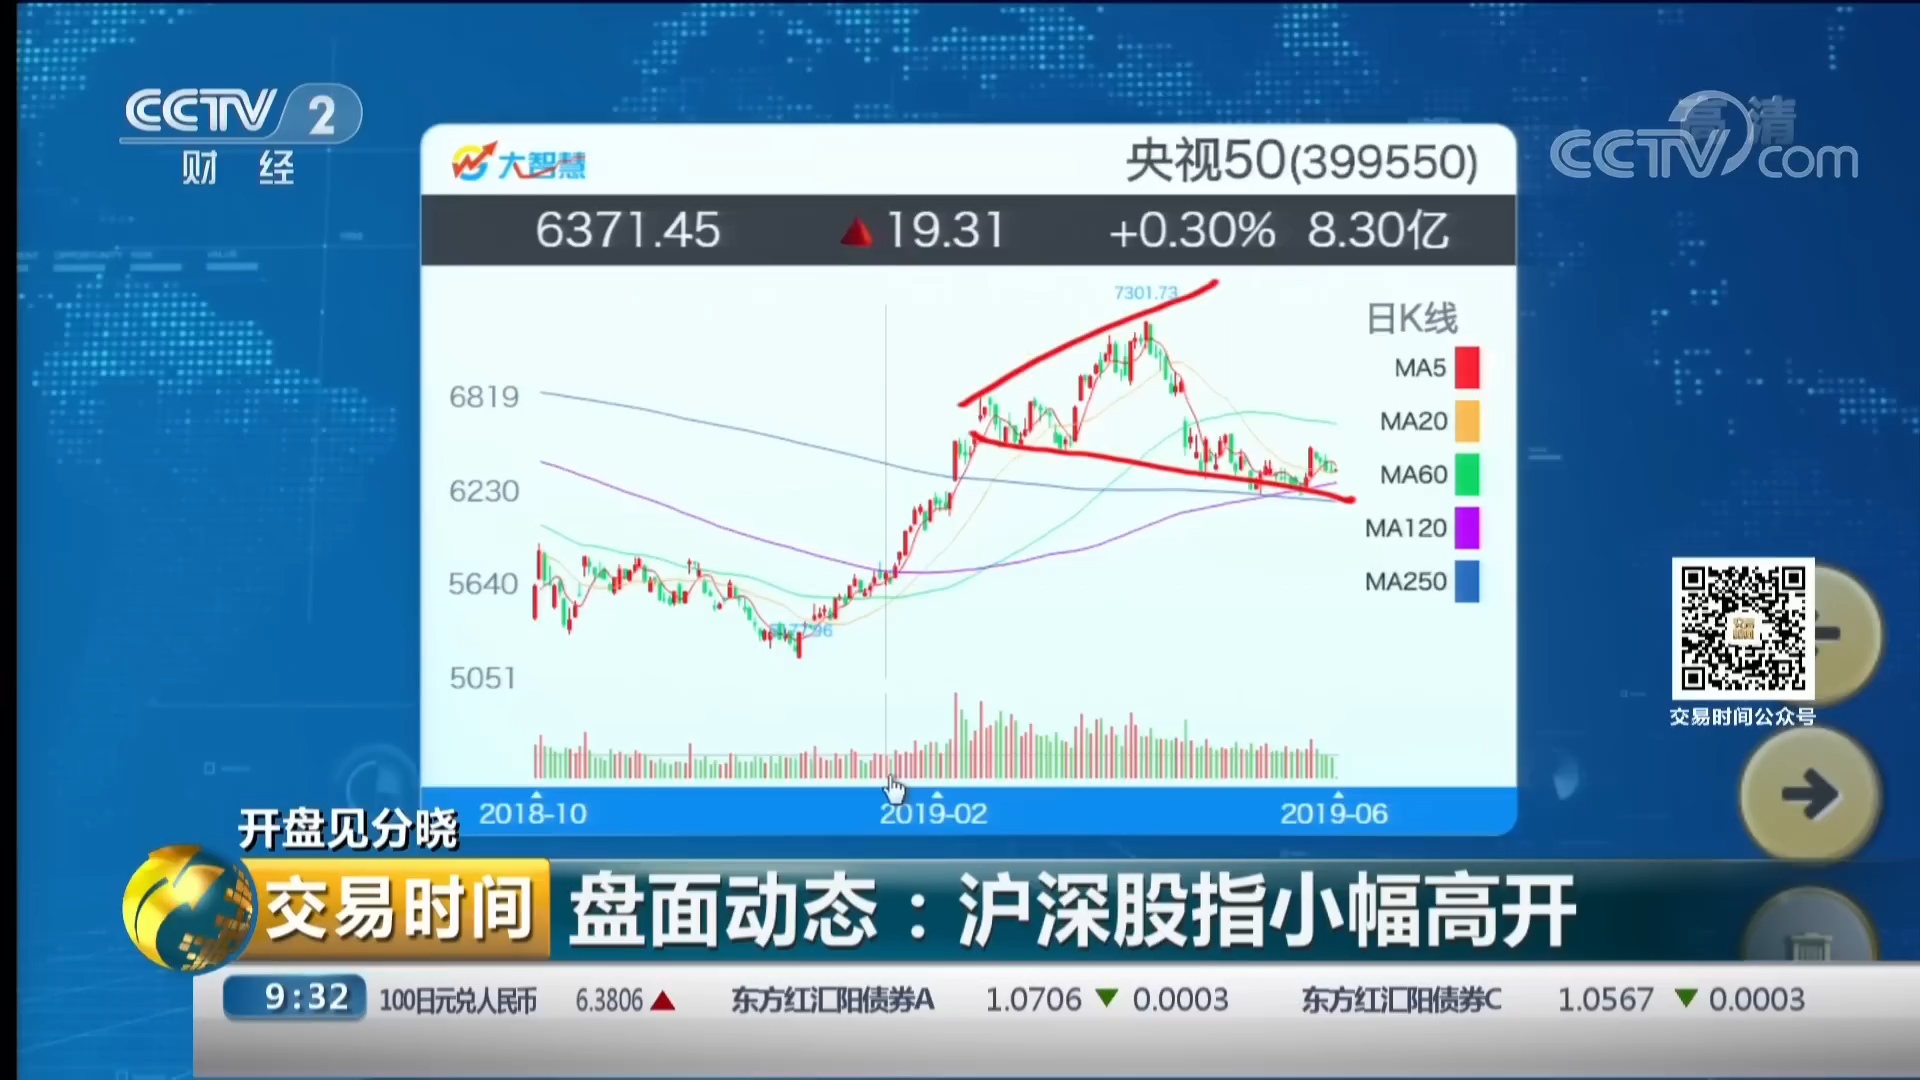 CCTV 2
财 经
高清
CCTV.com
大智慧
央视50(399550)
6371.45 ▲ 19.31 +0.30% 8.30亿
7301.73
日K线
MA5
MA20
MA60
MA120
MA250
6819
6230
5640
5051
2018-10 2019-02 2019-06
交易时间公众号
开盘见分晓
交易时间
盘面动态：沪深股指小幅高开
9:32 100日元兑人民币 6.3806 ▲ 东方红汇阳债券A 1.0706 ▼ 0.0003 东方红汇阳债券C 1.0567 ▼ 0.0003